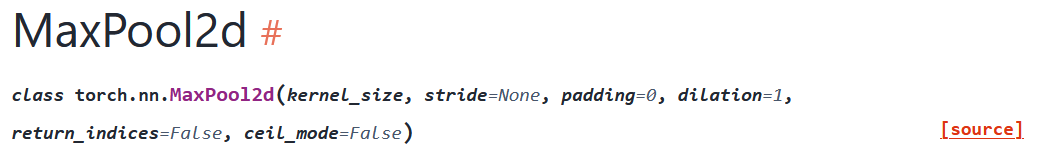 MaxPool2d #
class torch.nn.MaxPool2d(kernel_size, stride=None, padding=0, dilation=1,
return_indices=False, ceil_mode=False)
[source]